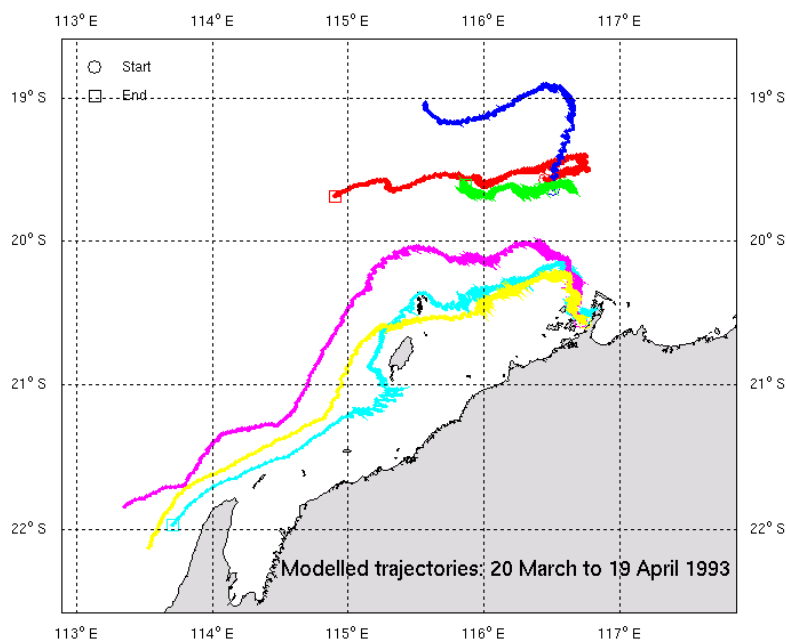 113° E 114° E 115° E 116° E 117° E
Start
End
19° S 19° S
20° S 20° S
21° S 21° S
22° S 22° S
Modelled trajectories: 20 March to 19 April 1993
113° E 114° E 115° E 116° E 117° E